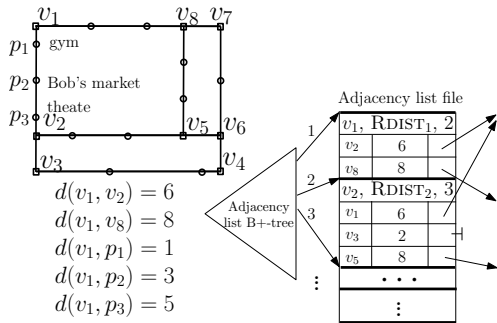 v₁ v₈ v₇
p₁ gym
p₂ Bob's market
theate
p₃ v₂ v₅ v₆
v₃ v₄
d(v₁, v₂) = 6
d(v₁, v₈) = 8
d(v₁, p₁) = 1
d(v₁, p₂) = 3
d(v₁, p₃) = 5
Adjacency
list B+-tree
1
2
3
⋮
Adjacency list file
v₁, RDIST₁, 2
v₂ 6
v₈ 8
v₂, RDIST₂, 3
v₁ 6
v₃ 2
v₅ 8
· · ·
⋮